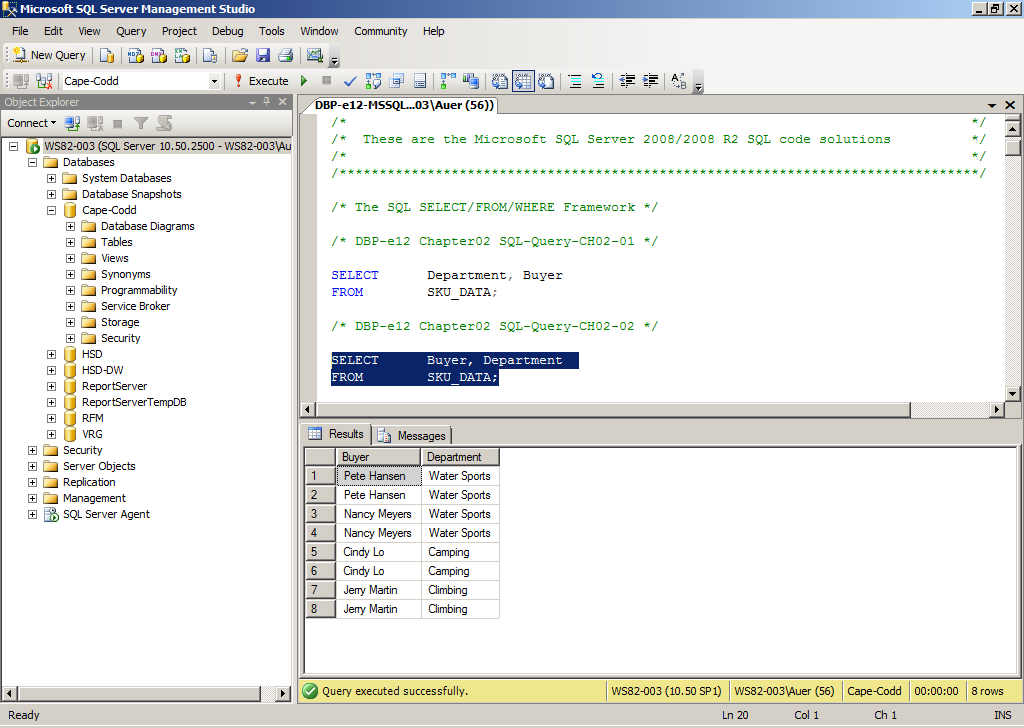 Microsoft SQL Server Management Studio
File Edit View Query Project Debug Tools Window Community Help
New Query
Cape-Codd Execute
Object Explorer
Connect
WS82-003 (SQL Server 10.50.2500 - WS82-003\Au
Databases
System Databases
Database Snapshots
Cape-Codd
Database Diagrams
Tables
Views
Synonyms
Programmability
Service Broker
Storage
Security
HSD
HSD-DW
ReportServer
ReportServerTempDB
RFM
VRG
Security
Server Objects
Replication
Management
SQL Server Agent
DBP-e12-MSSQL...03\Auer (56))
/* */
/* These are the Microsoft SQL Server 2008/2008 R2 SQL code solutions */
/* */
/********************************************************************************/
/* The SQL SELECT/FROM/WHERE Framework */
/* DBP-e12 Chapter02 SQL-Query-CH02-01 */
SELECT Department, Buyer
FROM SKU_DATA;
/* DBP-e12 Chapter02 SQL-Query-CH02-02 */
SELECT Buyer, Department
FROM SKU_DATA;
Results Messages
Buyer Department
1 Pete Hansen Water Sports
2 Pete Hansen Water Sports
3 Nancy Meyers Water Sports
4 Nancy Meyers Water Sports
5 Cindy Lo Camping
6 Cindy Lo Camping
7 Jerry Martin Climbing
8 Jerry Martin Climbing
Query executed successfully. WS82-003 (10.50 SP1) WS82-003\Auer (56) Cape-Codd 00:00:00 8 rows
Ready Ln 20 Col 1 Ch 1 INS